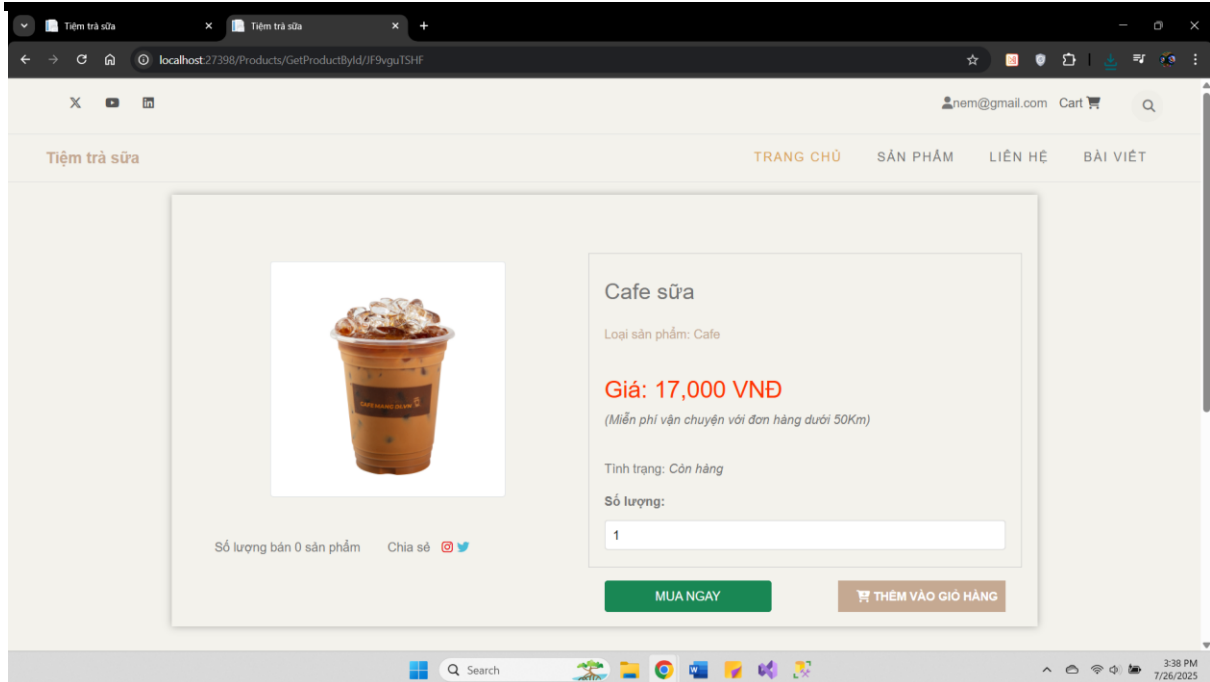 Tiệm trà sữa
Tiệm trà sữa
localhost:27398/Products/GetProductById/JF9vguTSHF
nem@gmail.com Cart
Tiệm trà sữa
TRANG CHỦ SẢN PHẨM LIÊN HỆ BÀI VIẾT
Cafe sữa
Loại sản phẩm: Cafe
Giá: 17,000 VNĐ
(Miễn phí vận chuyện với đơn hàng dưới 50Km)
Tình trạng: Còn hàng
Số lượng:
1
Số lượng bán 0 sản phẩm Chia sẻ
MUA NGAY
THÊM VÀO GIỎ HÀNG
Search
3:38 PM
7/26/2025